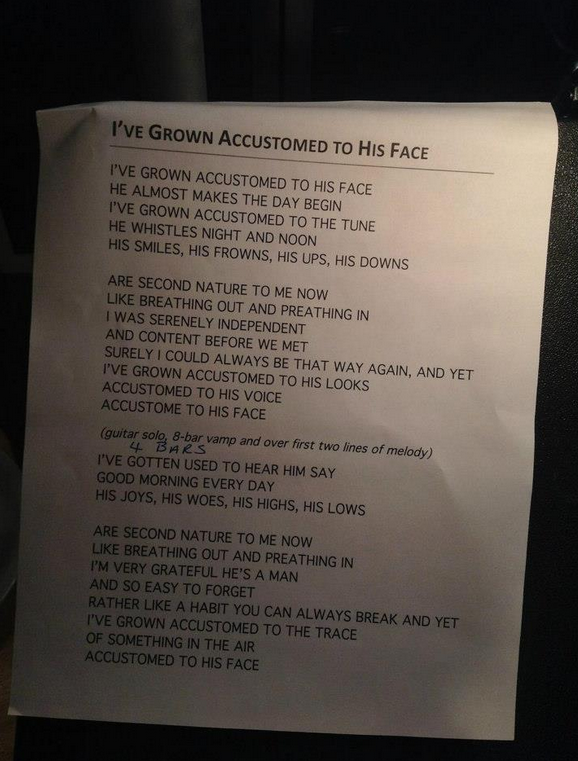 I'VE GROWN ACCUSTOMED TO HIS FACE
I'VE GROWN ACCUSTOMED TO HIS FACE
HE ALMOST MAKES THE DAY BEGIN
I'VE GROWN ACCUSTOMED TO THE TUNE
HE WHISTLES NIGHT AND NOON
HIS SMILES, HIS FROWNS, HIS UPS, HIS DOWNS
ARE SECOND NATURE TO ME NOW
LIKE BREATHING OUT AND PREATHING IN
I WAS SERENELY INDEPENDENT
AND CONTENT BEFORE WE MET
SURELY I COULD ALWAYS BE THAT WAY AGAIN, AND YET
I'VE GROWN ACCUSTOMED TO HIS LOOKS
ACCUSTOMED TO HIS VOICE
ACCUSTOME TO HIS FACE
(guitar solo, 8-bar vamp and over first two lines of melody)
4 BARS
I'VE GOTTEN USED TO HEAR HIM SAY
GOOD MORNING EVERY DAY
HIS JOYS, HIS WOES, HIS HIGHS, HIS LOWS
ARE SECOND NATURE TO ME NOW
LIKE BREATHING OUT AND PREATHING IN
I'M VERY GRATEFUL HE'S A MAN
AND SO EASY TO FORGET
RATHER LIKE A HABIT YOU CAN ALWAYS BREAK AND YET
I'VE GROWN ACCUSTOMED TO THE TRACE
OF SOMETHING IN THE AIR
ACCUSTOMED TO HIS FACE